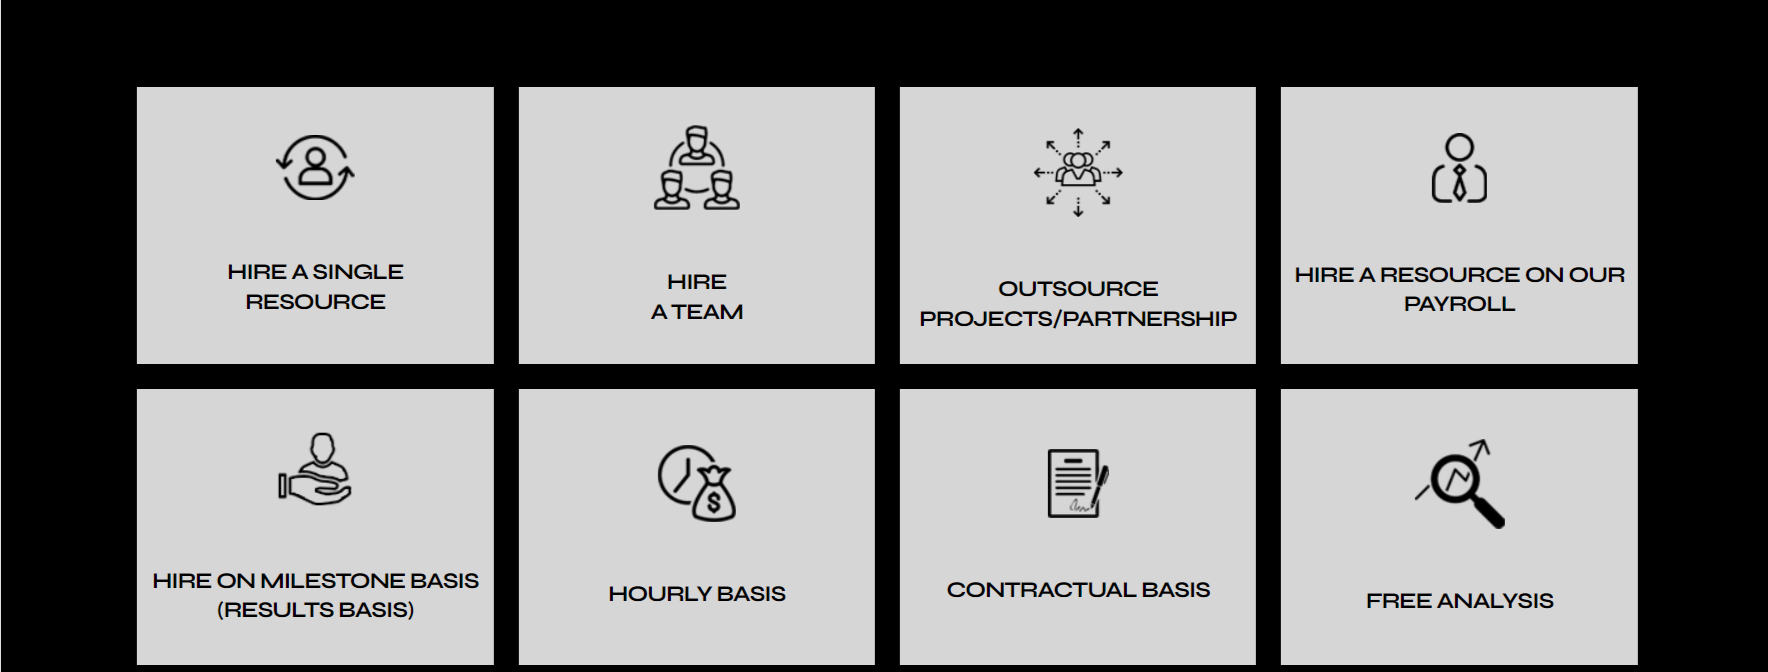 HIRE A SINGLE
RESOURCE
HIRE
A TEAM
OUTSOURCE
PROJECTS/PARTNERSHIP
HIRE A RESOURCE ON OUR
PAYROLL
HIRE ON MILESTONE BASIS
(RESULTS BASIS)
$
HOURLY BASIS
CONTRACTUAL BASIS
FREE ANALYSIS